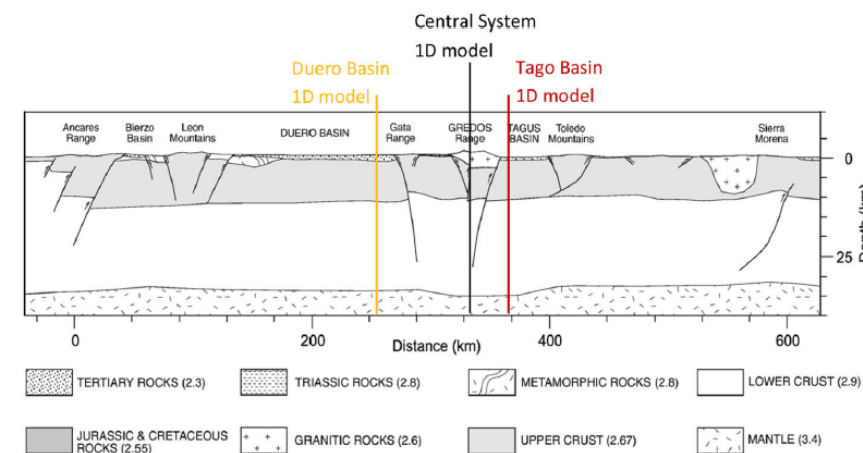 Central System
1D model
Duero Basin
1D model
Tago Basin
1D model
Ancares
Range
Bierzo
Basin
Leon
Mountains
DUERO BASIN
Gata
Range
GREDOS
Range
TAGUS
BASIN
Toledo
Mountains
Sierra
Morena
0
25
Depth (km)
0
200
400
600
Distance (km)
TERTIARY ROCKS (2.3)
TRIASSIC ROCKS (2.8)
METAMORPHIC ROCKS (2.8)
LOWER CRUST (2.9)
JURASSIC & CRETACEOUS
ROCKS (2.55)
GRANITIC ROCKS (2.6)
UPPER CRUST (2.67)
MANTLE (3.4)